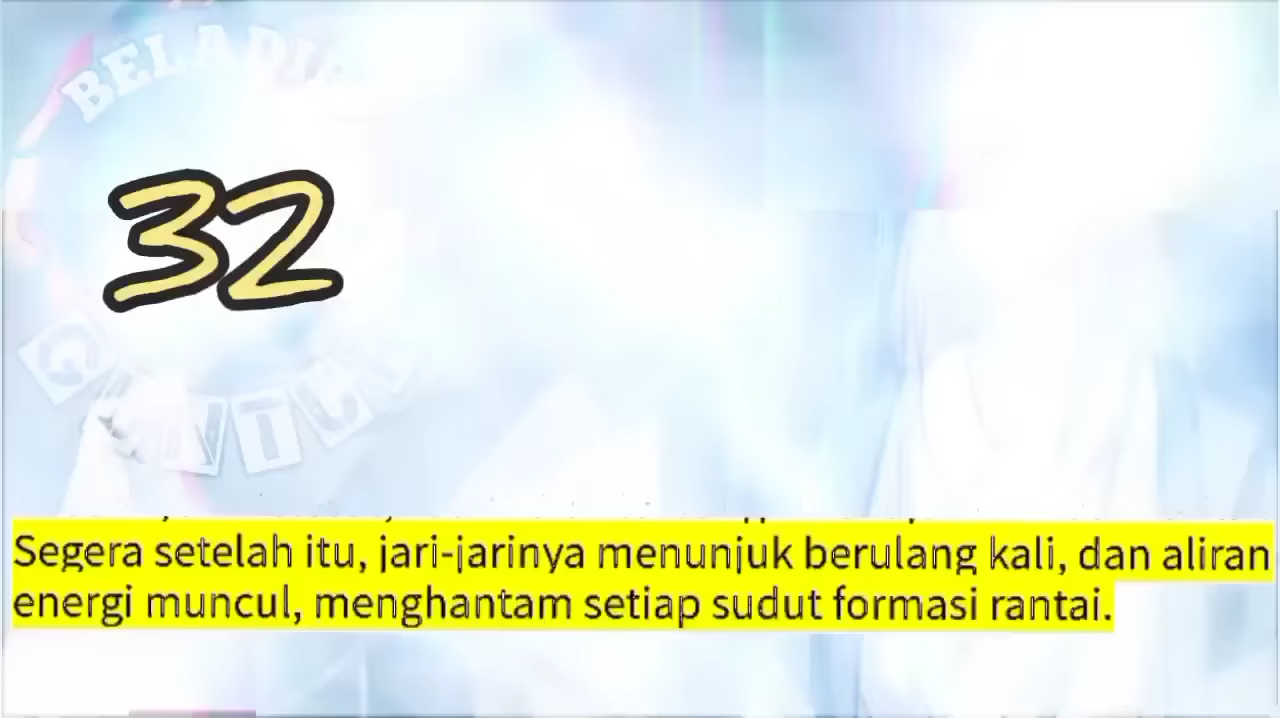 32
Segera setelah itu, jari-jarinya menunjuk berulang kali, dan aliran
energi muncul, menghantam setiap sudut formasi rantai.